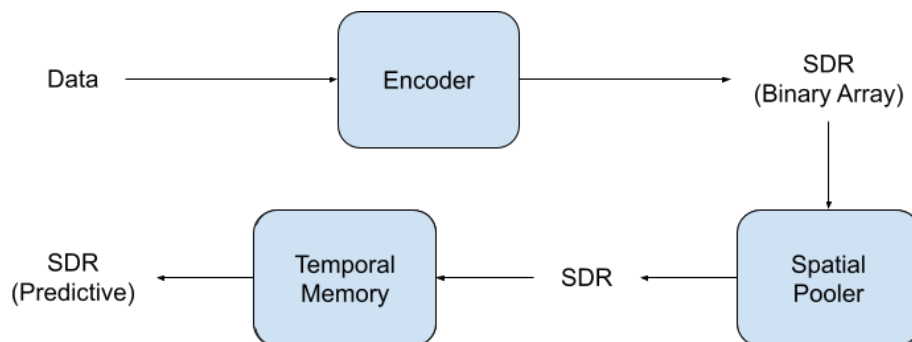 Data
Encoder
SDR
(Binary Array)
SDR
(Predictive)
Temporal
Memory
SDR
Spatial
Pooler